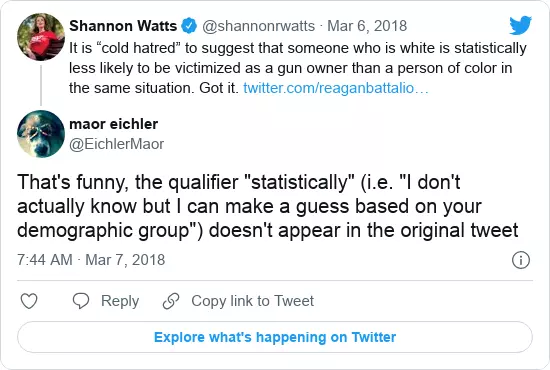 Shannon Watts @shannonrwatts · Mar 6, 2018
It is “cold hatred” to suggest that someone who is white is statistically
less likely to be victimized as a gun owner than a person of color in
the same situation. Got it. twitter.com/reaganbattalio…
maor eichler
@EichlerMaor
That's funny, the qualifier "statistically" (i.e. "I don't
actually know but I can make a guess based on your
demographic group") doesn't appear in the original tweet
7:44 AM · Mar 7, 2018
Reply Copy link to Tweet
Explore what's happening on Twitter